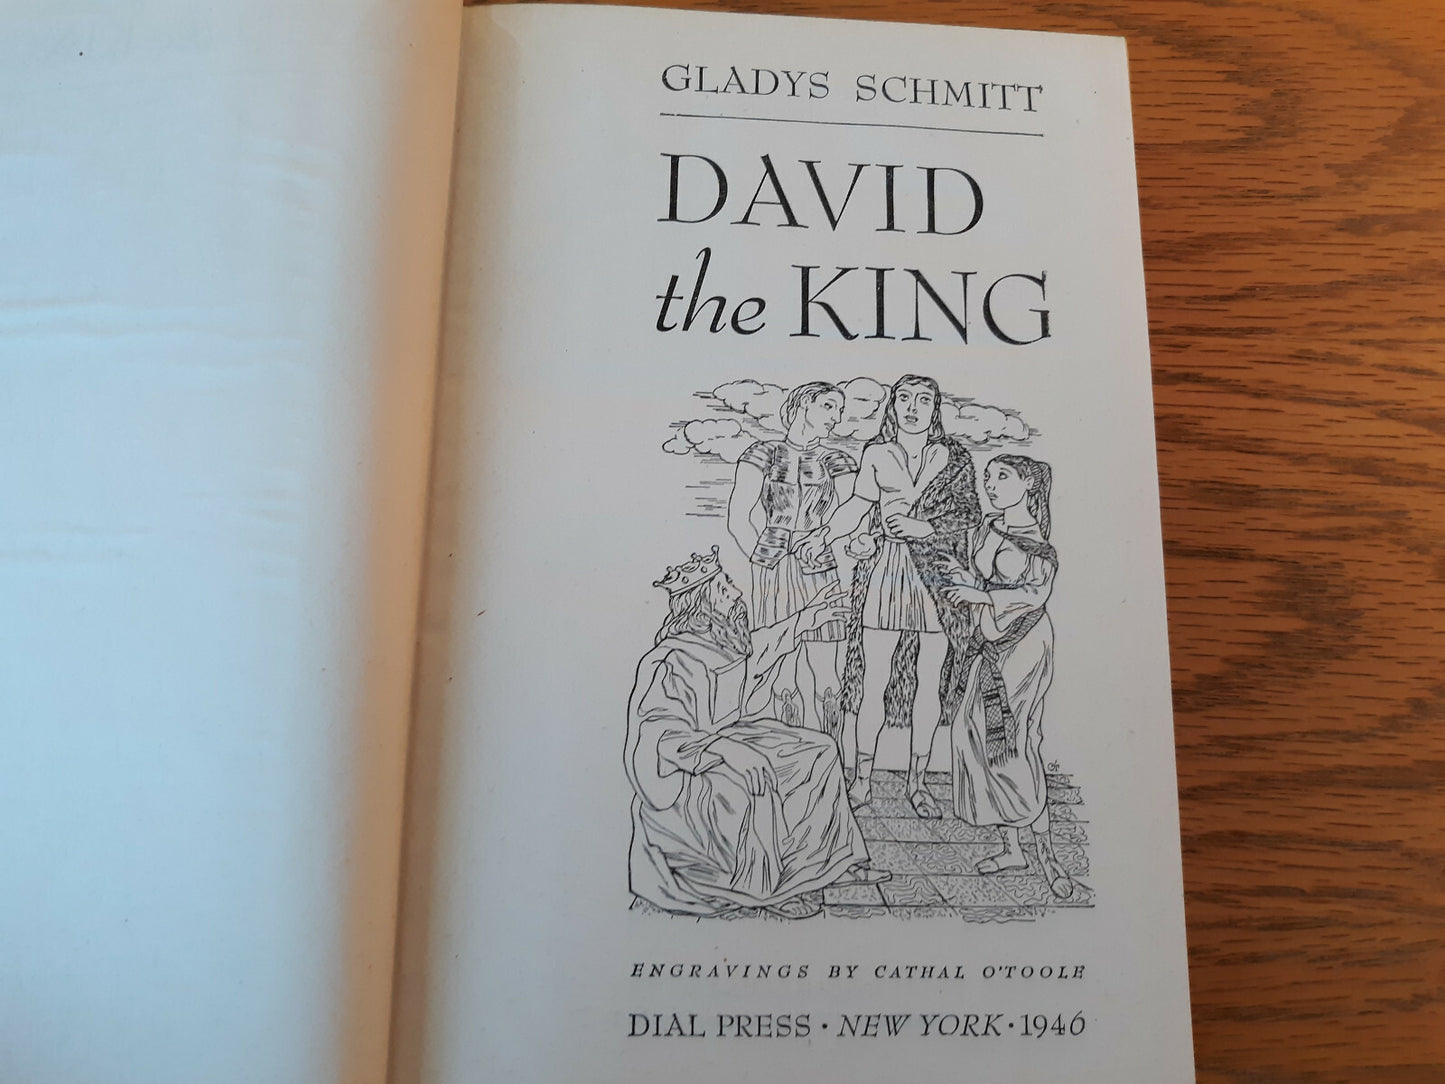 GLADYS SCHMITT
DAVID
the KING
ENGRAVINGS BY CATHAL O'TOOLE
DIAL PRESS · NEW YORK · 1946